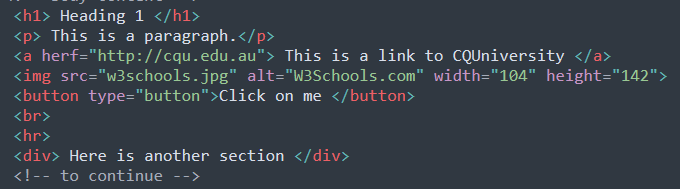 <h1> Heading 1 </h1>
<p> This is a paragraph.</p>
<a herf="http://cqu.edu.au"> This is a link to CQUniversity </a>
<img src="w3schools.jpg" alt="W3Schools.com" width="104" height="142">
<button type="button">Click on me </button>
<br>
<hr>
<div> Here is another section </div>
<!-- to continue -->